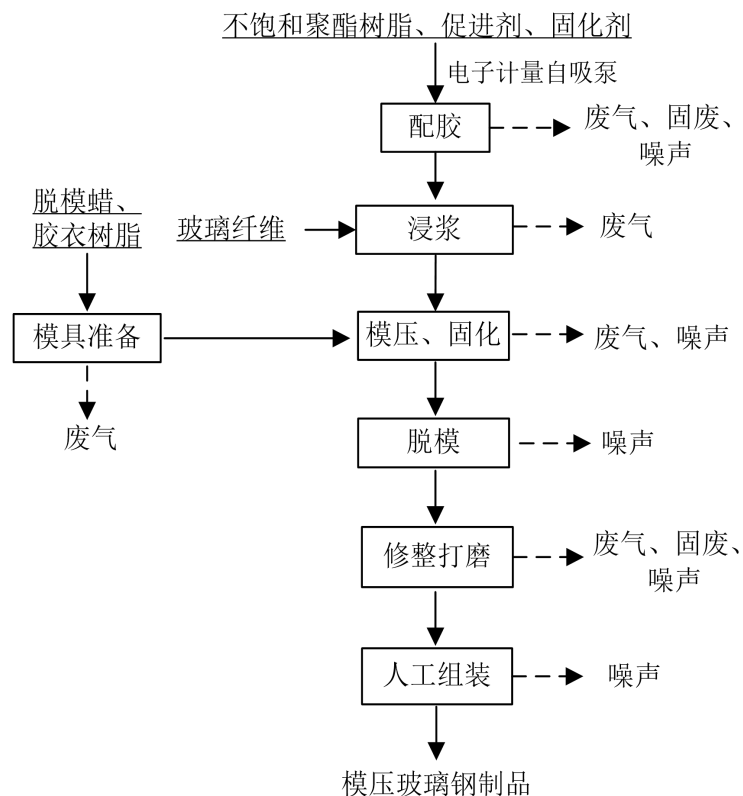 不饱和聚酯树脂、促进剂、固化剂
电子计量自吸泵
配胶
废气、固废、
噪声
脱模蜡、
胶衣树脂
玻璃纤维
浸浆
废气
模具准备
模压、固化
废气、噪声
废气
脱模
噪声
修整打磨
废气、固废、
噪声
人工组装
噪声
模压玻璃钢制品